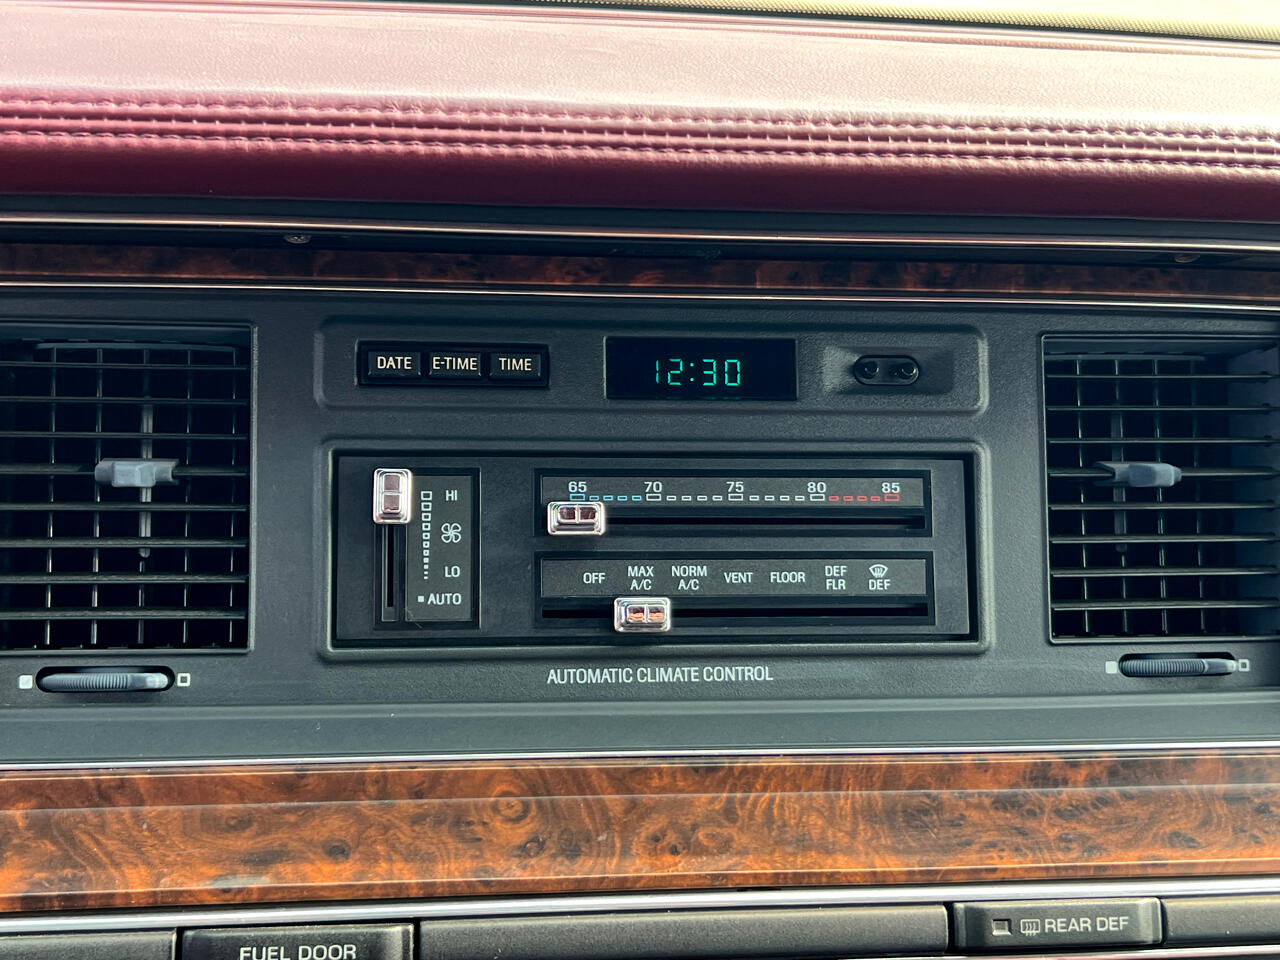 DATE E-TIME TIME 12:30
HI
LO
AUTO
65 70 75 80 85
OFF MAX A/C NORM A/C VENT FLOOR DEF FLR DEF
AUTOMATIC CLIMATE CONTROL
FUEL DOOR
REAR DEF